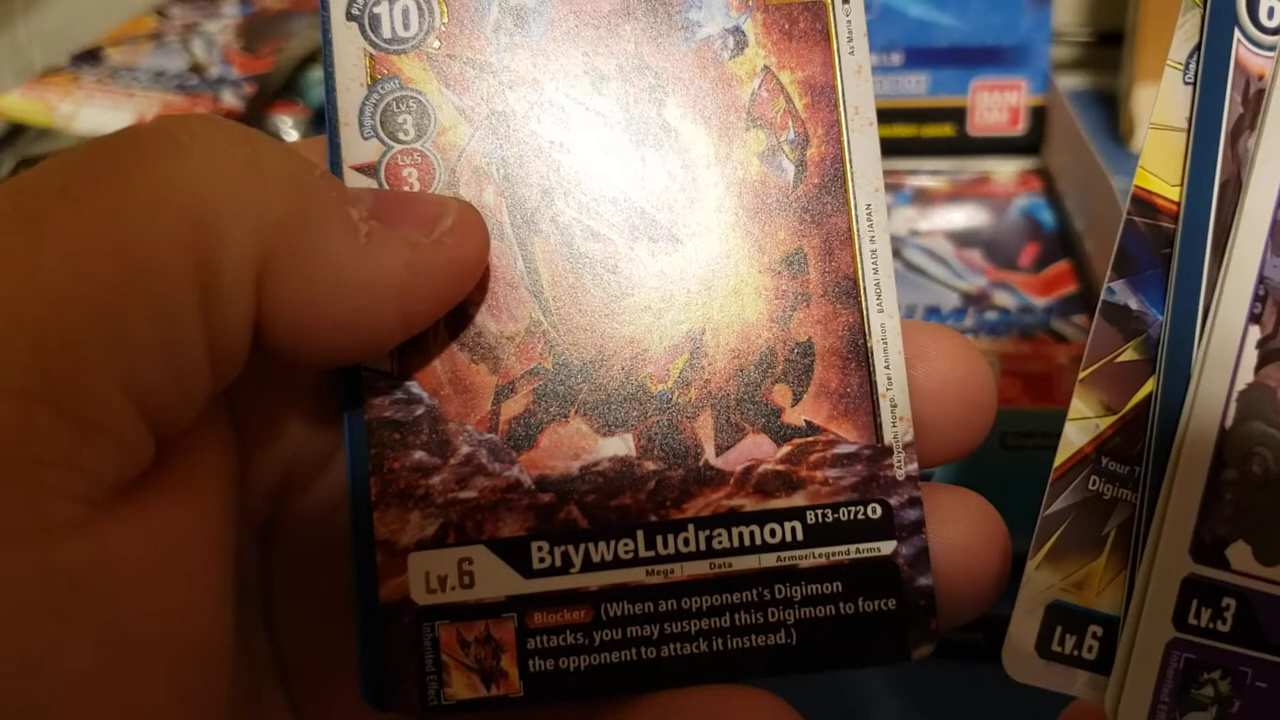 10
Digivolve Cost
Lv.5
3
Lv.5
3
As Maria
BANDAI MADE IN JAPAN
©Akiyoshi Hongo, Toei Animation
BryweLudramon
BT3-072 R
Lv.6
Mega | Data | Armor/Legend-Arms
Blocker (When an opponent's Digimon
attacks, you may suspend this Digimon to force
the opponent to attack it instead.)
Inherited Effect
BAN
DAI
Your T
Digim
Lv.6
6
Lv.3
Inherited E